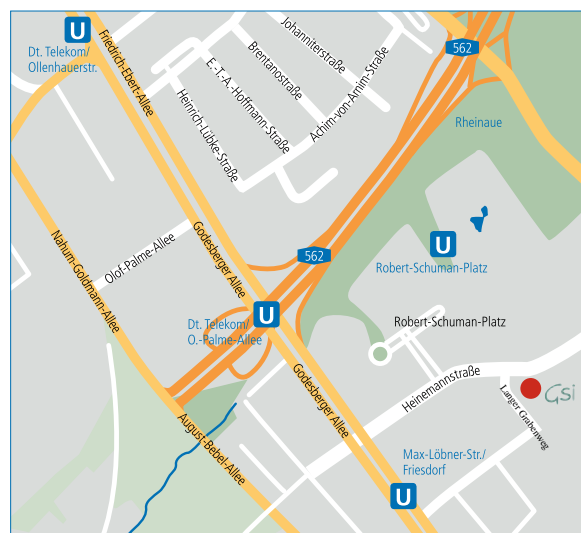 U
Dt. Telekom/
Ollenhauerstr.
Friedrich-Ebert-Allee
Johanniterstraße
Brentanostraße
E.-T.-A.-Hoffmann-Straße
Heinrich-Lübke-Straße
Achim-von-Arnim-Straße
562
Rheinaue
Nahum-Goldmann-Allee
Olof-Palme-Allee
Godesberger Allee
562
U
Robert-Schuman-Platz
U
Dt. Telekom/
O.-Palme-Allee
Robert-Schuman-Platz
Godesberger Allee
Heinemannstraße
Langer Grabenweg
Gsi
August-Bebel-Allee
Max-Löbner-Str./
Friesdorf
U